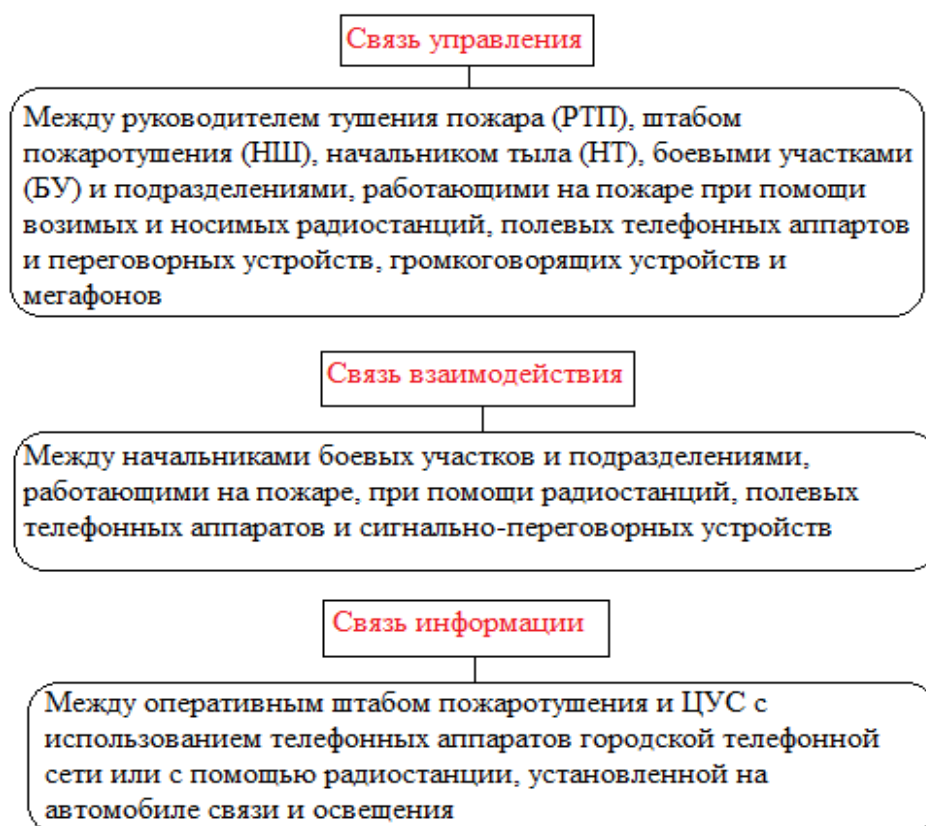 Связь управления
Между руководителем тушения пожара (РТП), штабом
пожаротушения (НШ), начальником тыла (НТ), боевыми участками
(БУ) и подразделениями, работающими на пожаре при помощи
возимых и носимых радиостанций, полевых телефонных аппартов
и переговорных устройств, громкоговорящих устройств и
мегафонов
Связь взаимодействия
Между начальниками боевых участков и подразделениями,
работающими на пожаре, при помощи радиостанций, полевых
телефонных аппаратов и сигнально-переговорных устройств
Связь информации
Между оперативным штабом пожаротушения и ЦУС с
использованием телефонных аппаратов городской телефонной
сети или с помощью радиостанции, установленной на
автомобиле связи и освещения